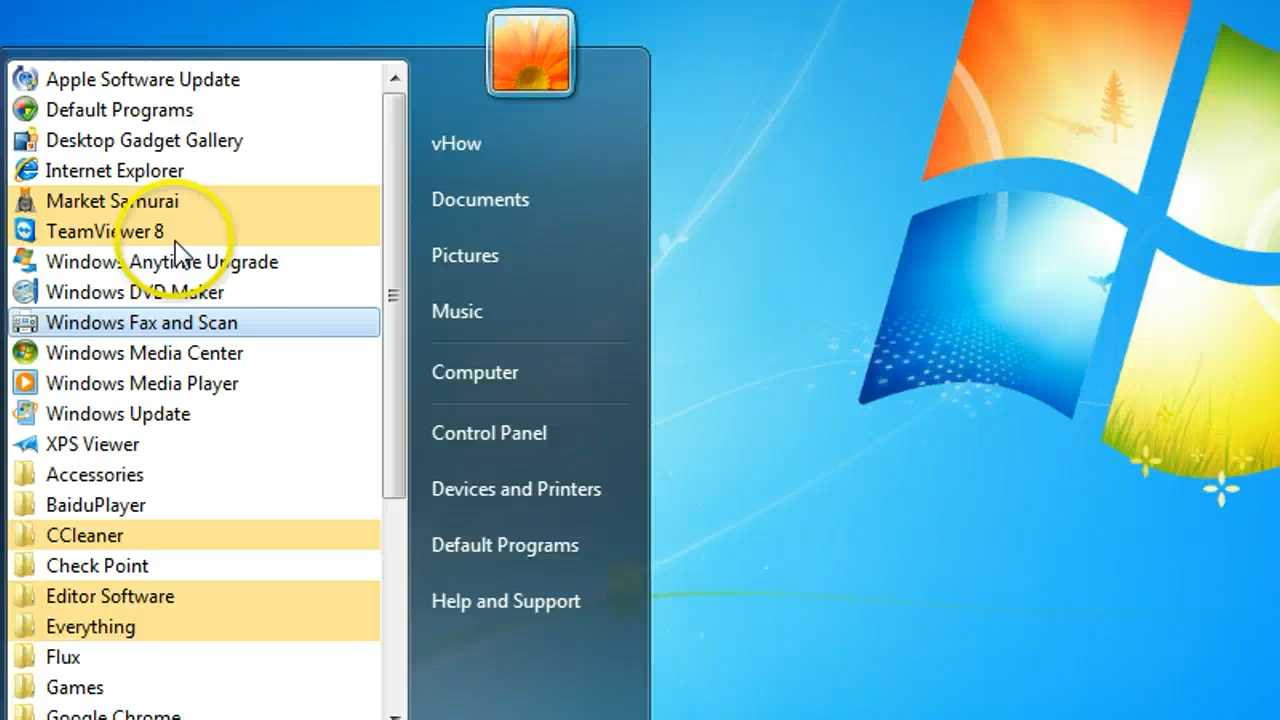 Apple Software Update
Default Programs
Desktop Gadget Gallery
Internet Explorer
Market Samurai
TeamViewer 8
Windows Anytime Upgrade
Windows DVD Maker
Windows Fax and Scan
Windows Media Center
Windows Media Player
Windows Update
XPS Viewer
Accessories
BaiduPlayer
CCleaner
Check Point
Editor Software
Everything
Flux
Games
Google Chrome
vHow
Documents
Pictures
Music
Computer
Control Panel
Devices and Printers
Default Programs
Help and Support